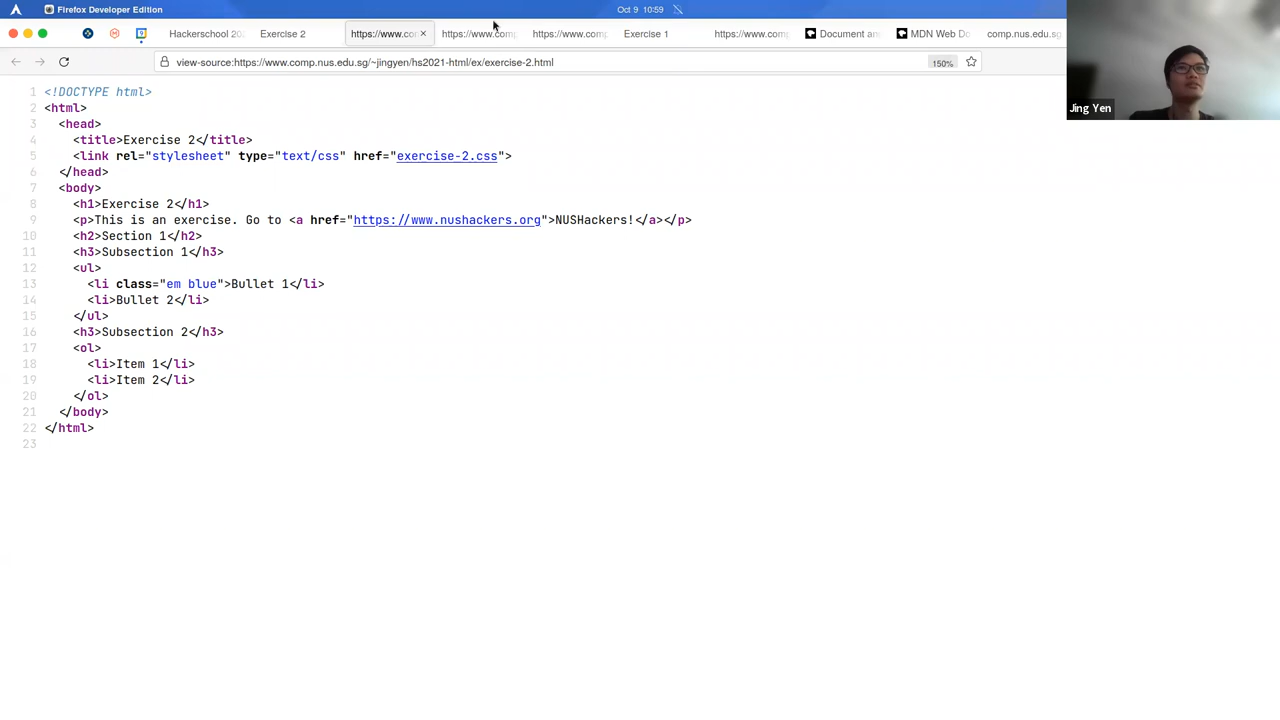 Firefox Developer Edition
Oct 9 10:59
Hackerschool 20
Exercise 2
https://www.co
https://www.comp
https://www.comp
Exercise 1
https://www.comp
Document an
MDN Web Do
comp.nus.edu.sg
view-source:https://www.comp.nus.edu.sg/~jingyen/hs2021-html/ex/exercise-2.html
150%
Jing Yen
1 <!DOCTYPE html>
2 <html>
3 <head>
4 <title>Exercise 2</title>
5 <link rel="stylesheet" type="text/css" href="exercise-2.css">
6 </head>
7 <body>
8 <h1>Exercise 2</h1>
9 <p>This is an exercise. Go to <a href="https://www.nushackers.org">NUSHackers!</a></p>
10 <h2>Section 1</h2>
11 <h3>Subsection 1</h3>
12 <ul>
13 <li class="em blue">Bullet 1</li>
14 <li>Bullet 2</li>
15 </ul>
16 <h3>Subsection 2</h3>
17 <ol>
18 <li>Item 1</li>
19 <li>Item 2</li>
20 </ol>
21 </body>
22 </html>
23